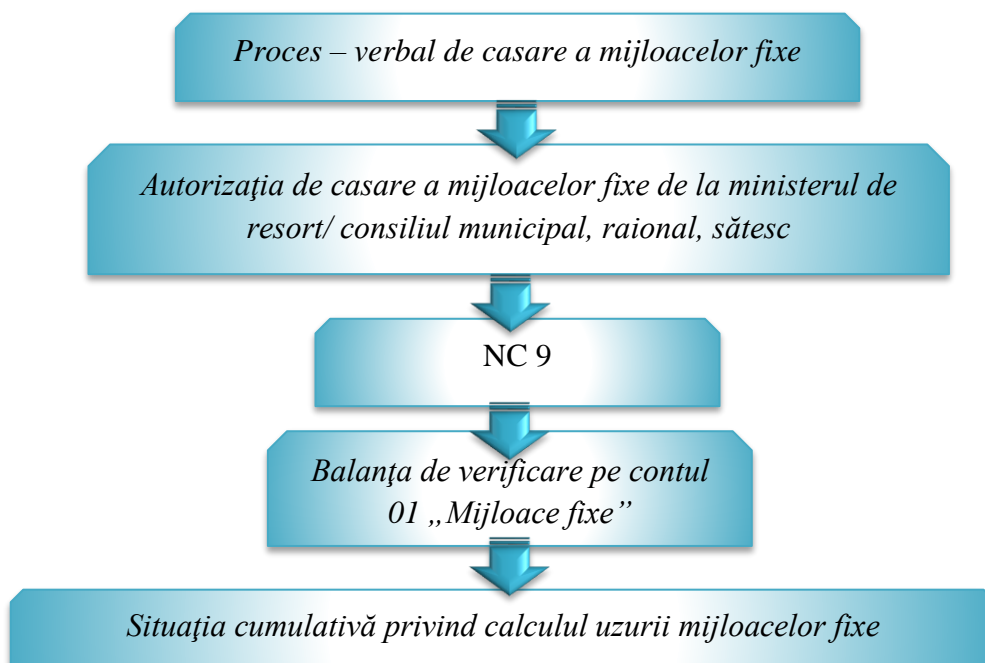 Proces – verbal de casare a mijloacelor fixe
Autorizaţia de casare a mijloacelor fixe de la ministerul de
resort/ consiliul municipal, raional, sătesc
NC 9
Balanţa de verificare pe contul
01 „Mijloace fixe”
Situaţia cumulativă privind calculul uzurii mijloacelor fixe